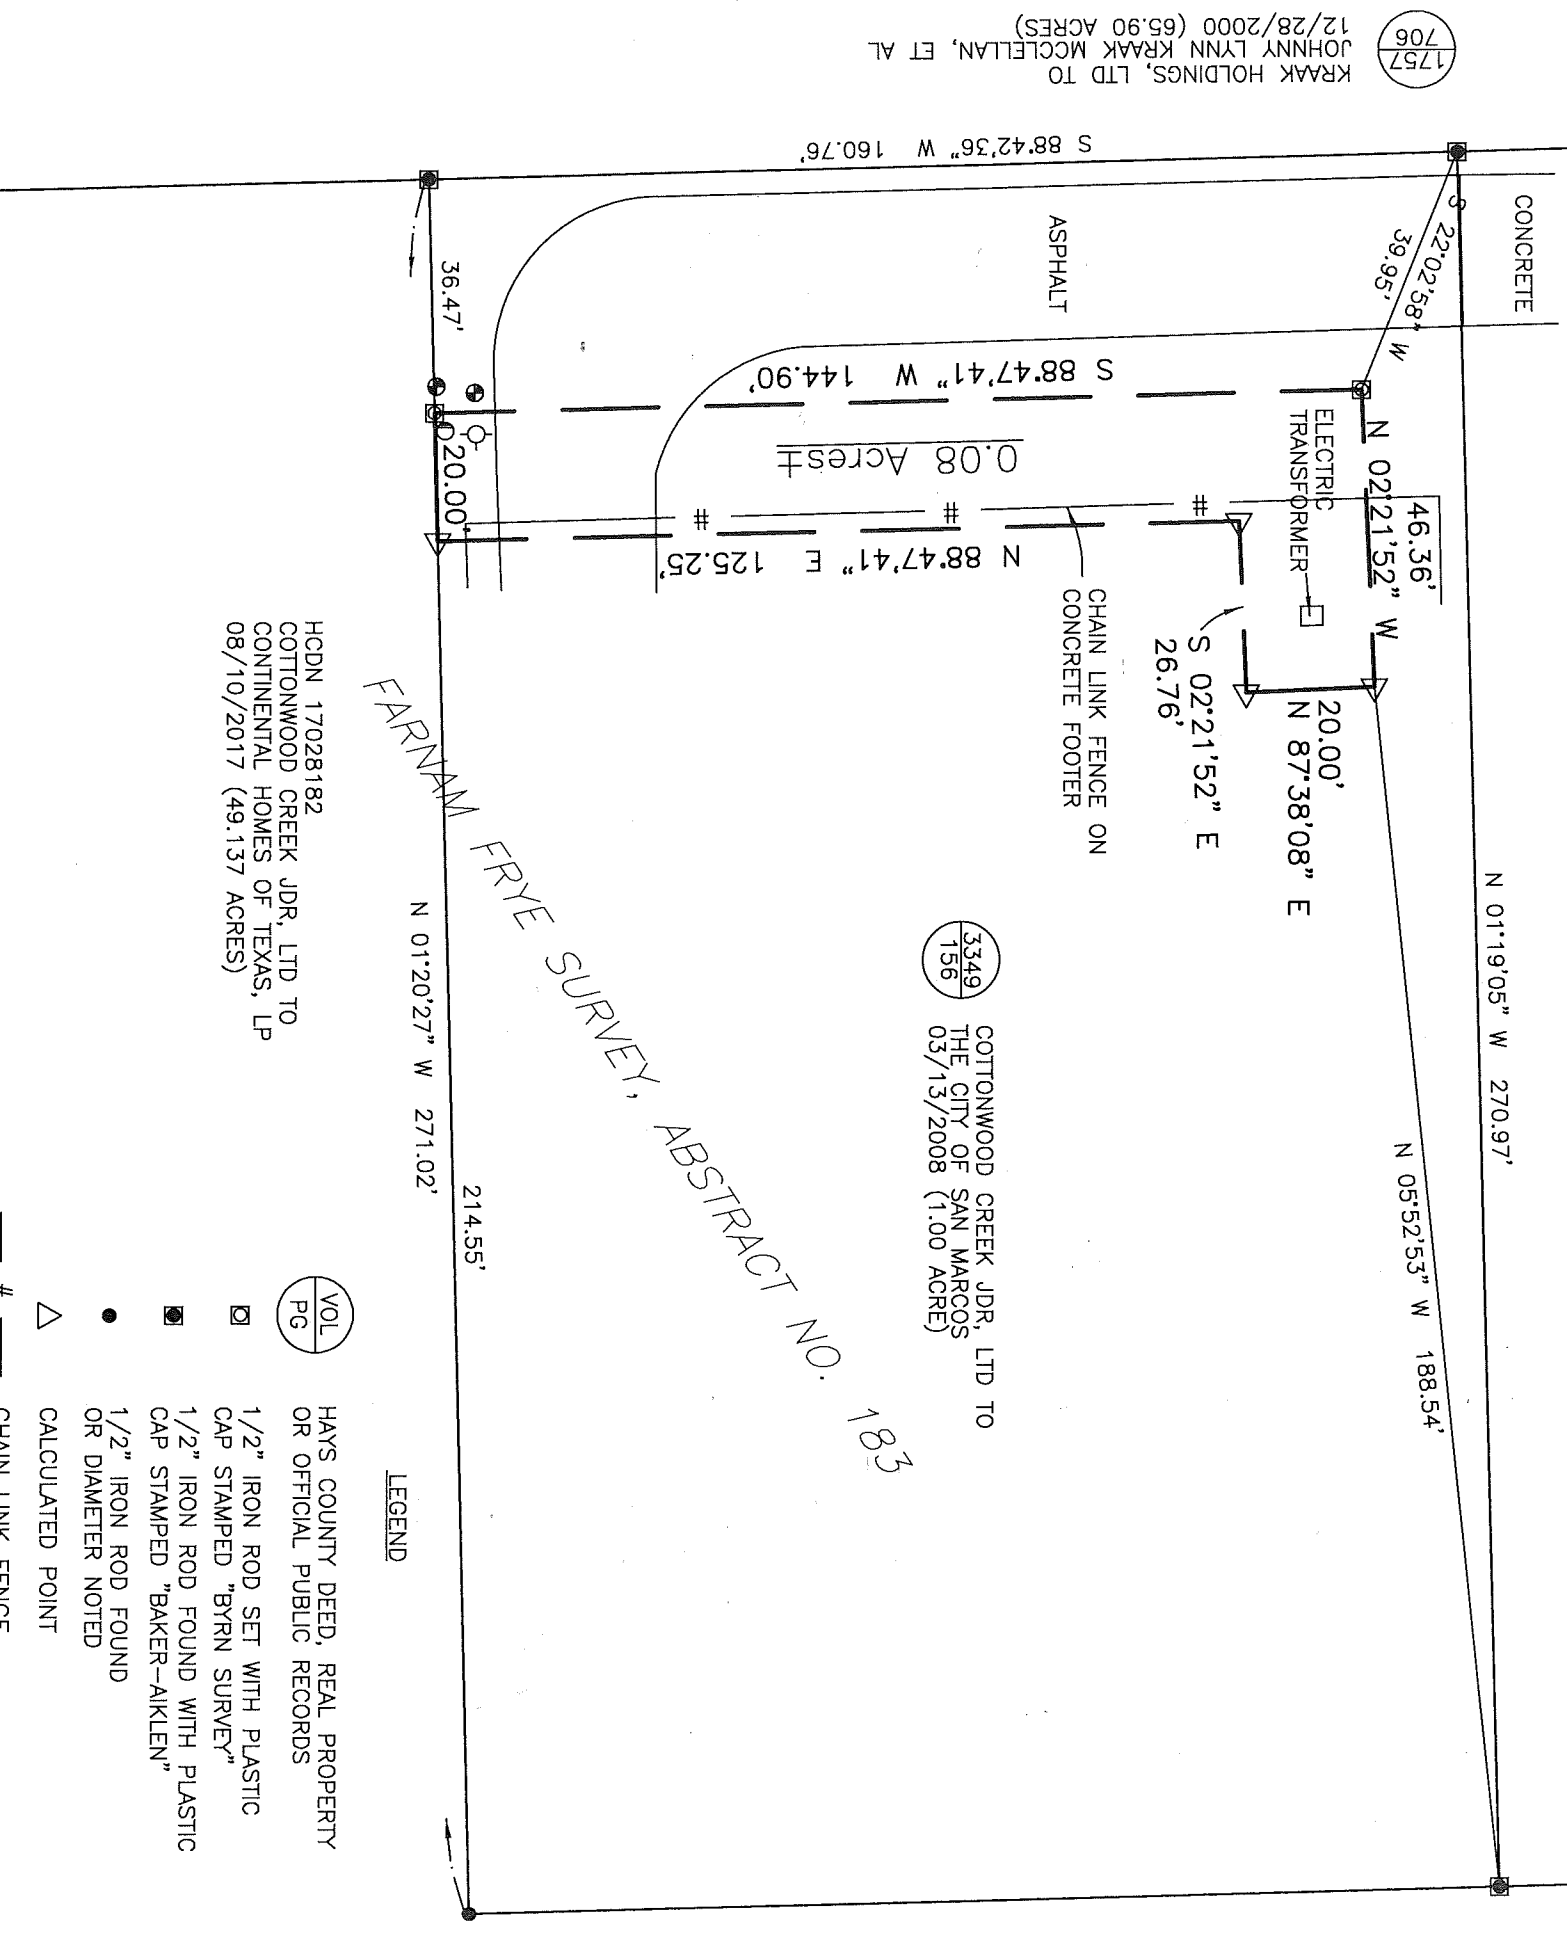 1757
706
KRAAK HOLDINGS, LTD TO
JOHNNY LYNN KRAAK MCCLELLAN, ET AL
12/28/2000 (65.90 ACRES)
S 88°42'36" W 160.76'
CONCRETE
ASPHALT
S 22°02'58" W
39.95'
36.47'
S 88°47'41" W 144.90'
0.08 Acres±
20.00'
ELECTRIC
TRANSFORMER
46.36'
N 02°21'52" W
N 88°47'41" E 125.25'
#
#
#
CHAIN LINK FENCE ON
CONCRETE FOOTER
S 02°21'52" E
26.76'
20.00'
N 87°38'08" E
N 01°19'05" W 270.97'
N 05°52'53" W 188.54'
HCDN 17028182
COTTONWOOD CREEK JDR, LTD TO
CONTINENTAL HOMES OF TEXAS, LP
08/10/2017 (49.137 ACRES)
FARNAM FRYE SURVEY, ABSTRACT NO. 183
3349
156
COTTONWOOD CREEK JDR, LTD TO
THE CITY OF SAN MARCOS
03/13/2008 (1.00 ACRE)
N 01°20'27" W 271.02'
214.55'
LEGEND
VOL
PG
HAYS COUNTY DEED, REAL PROPERTY
OR OFFICIAL PUBLIC RECORDS
1/2" IRON ROD SET WITH PLASTIC
CAP STAMPED "BYRN SURVEY"
1/2" IRON ROD FOUND WITH PLASTIC
CAP STAMPED "BAKER-AIKLEN"
1/2" IRON ROD FOUND
OR DIAMETER NOTED
CALCULATED POINT
#
CHAIN LINK FENCE